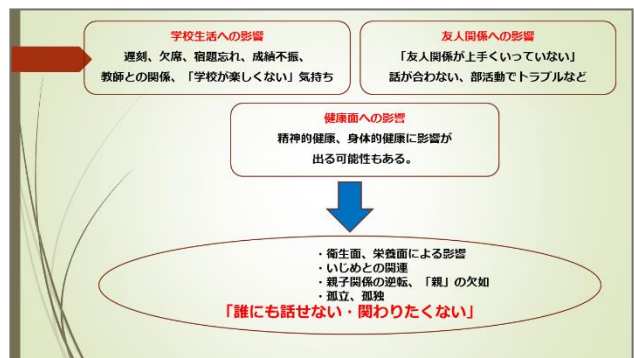 学校生活への影響
遅刻、欠席、宿題忘れ、成績不振、
教師との関係、「学校が楽しくない」気持ち
友人関係への影響
「友人関係が上手くいっていない」
話が合わない、部活動でトラブルなど
健康面への影響
精神的健康、身体的健康に影響が
出る可能性もある。
・衛生面、栄養面による影響
・いじめとの関連
・親子関係の逆転、「親」の欠如
・孤立、孤独
「誰にも話せない・関わりたくない」